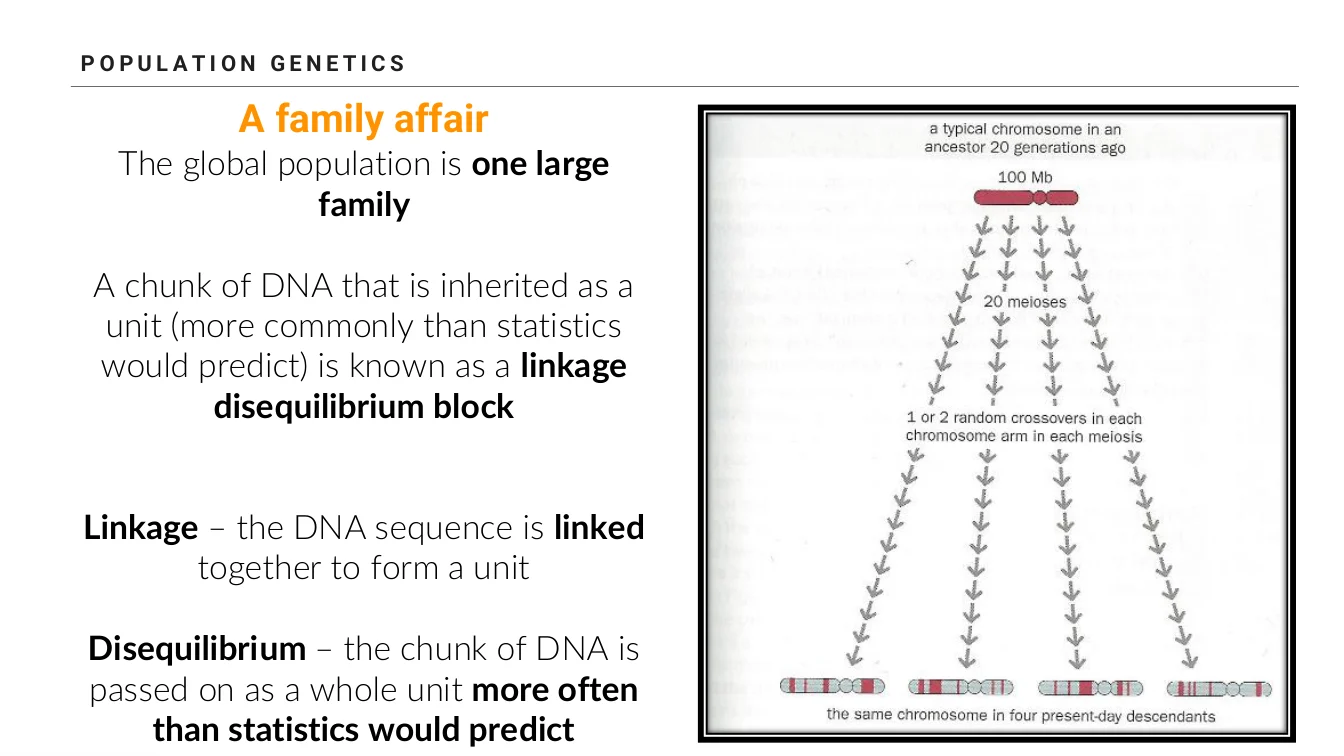 POPULATION GENETICS
A family affair
The global population is one large
family
A chunk of DNA that is inherited as a
unit (more commonly than statistics
would predict) is known as a linkage
disequilibrium block
Linkage – the DNA sequence is linked
together to form a unit
Disequilibrium – the chunk of DNA is
passed on as a whole unit more often
than statistics would predict
a typical chromosome in an
ancestor 20 generations ago
100 Mb
20 meioses
1 or 2 random crossovers in each
chromosome arm in each meiosis
the same chromosome in four present-day descendants